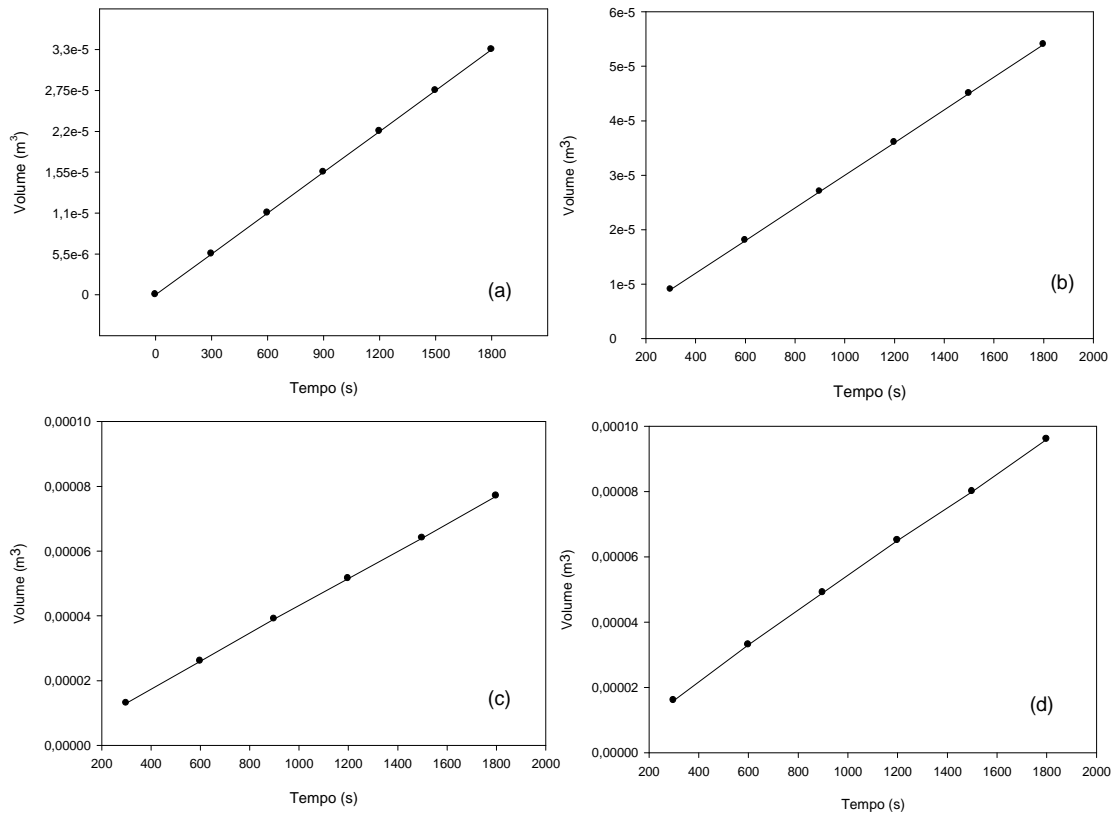 3,3e-5
2,75e-5
2,2e-5
1,55e-5
1,1e-5
5,5e-6
0
Volume (m³)
0 300 600 900 1200 1500 1800
Tempo (s)
(a)
6e-5
5e-5
4e-5
3e-5
2e-5
1e-5
0
Volume (m³)
200 400 600 800 1000 1200 1400 1600 1800 2000
Tempo (s)
(b)
0,00010
0,00008
0,00006
0,00004
0,00002
0,00000
Volume (m³)
200 400 600 800 1000 1200 1400 1600 1800 2000
Tempo (s)
(c)
0,00010
0,00008
0,00006
0,00004
0,00002
0,00000
Volume (m³)
200 400 600 800 1000 1200 1400 1600 1800 2000
Tempo (s)
(d)